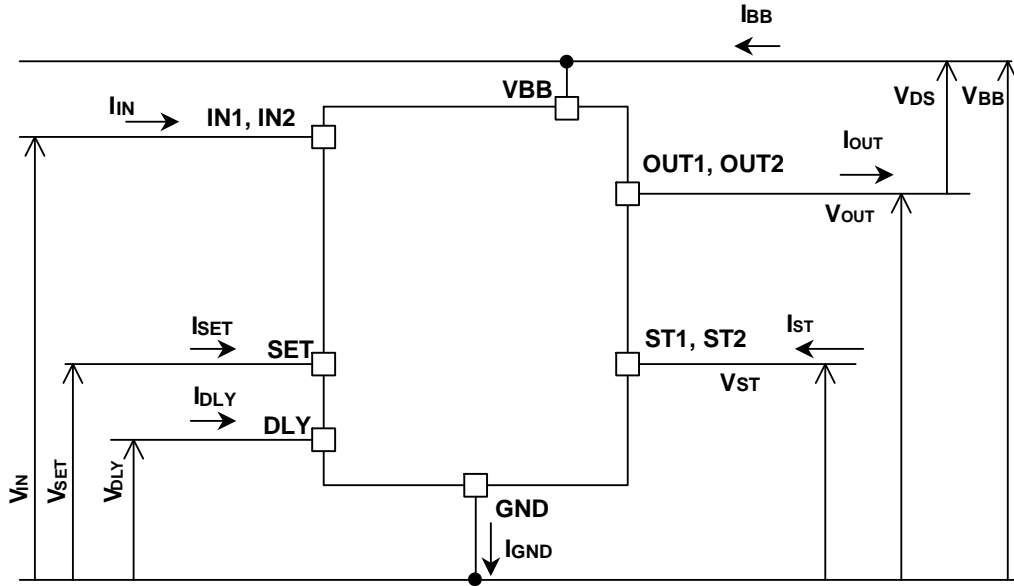 IBB
VBB
VDS
VBB
IIN
IN1, IN2
OUT1, OUT2
IOUT
VOUT
ISET
SET
ST1, ST2
IST
VST
IDLY
DLY
VIN
VSET
VDLY
GND
IGND